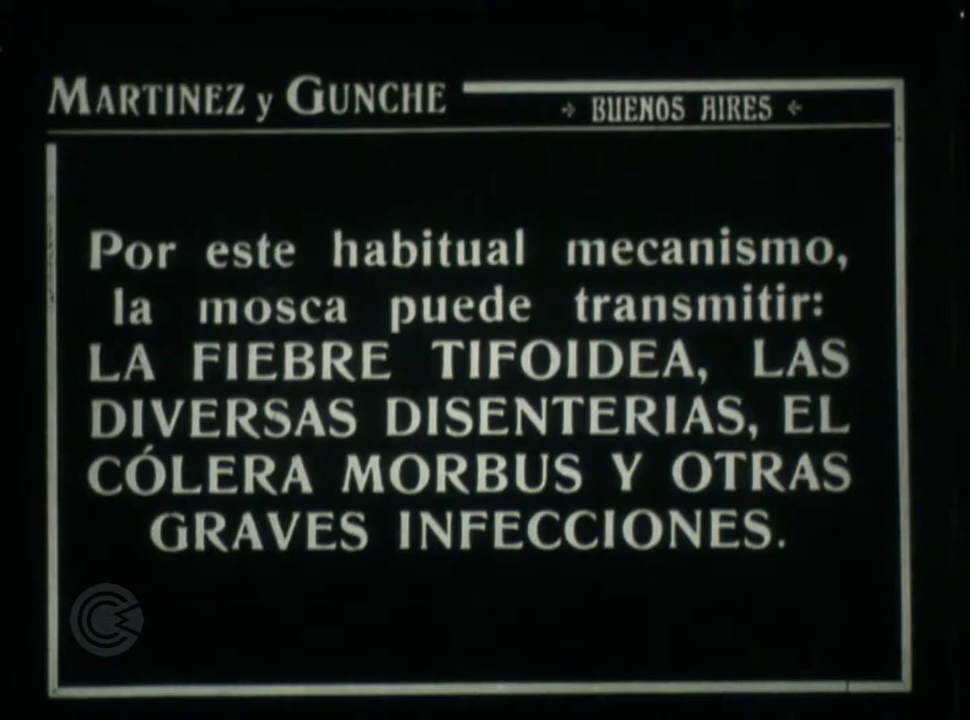 MARTINEZ y GUNCHE
BUENOS AIRES
Por este habitual mecanismo,
la mosca puede transmitir:
LA FIEBRE TIFOIDEA, LAS
DIVERSAS DISENTERIAS, EL
CÓLERA MORBUS Y OTRAS
GRAVES INFECCIONES.